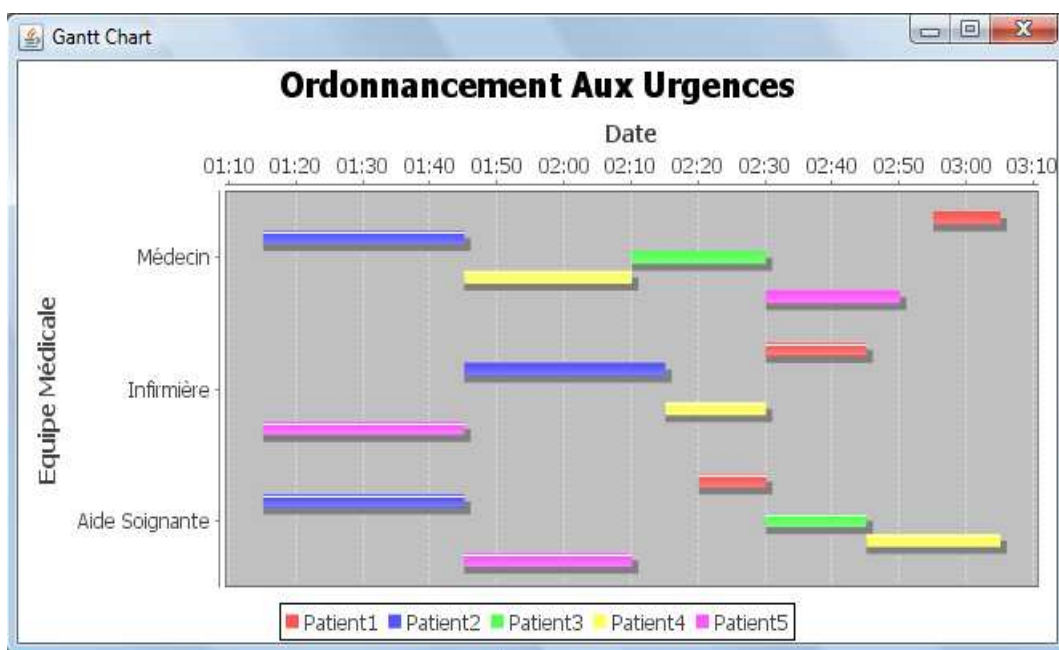 Gantt Chart
Ordonnancement Aux Urgences
Date
01:10 01:20 01:30 01:40 01:50 02:00 02:10 02:20 02:30 02:40 02:50 03:00 03:10
Equipe Médicale
Médecin
Infirmière
Aide Soignante
Patient1 Patient2 Patient3 Patient4 Patient5